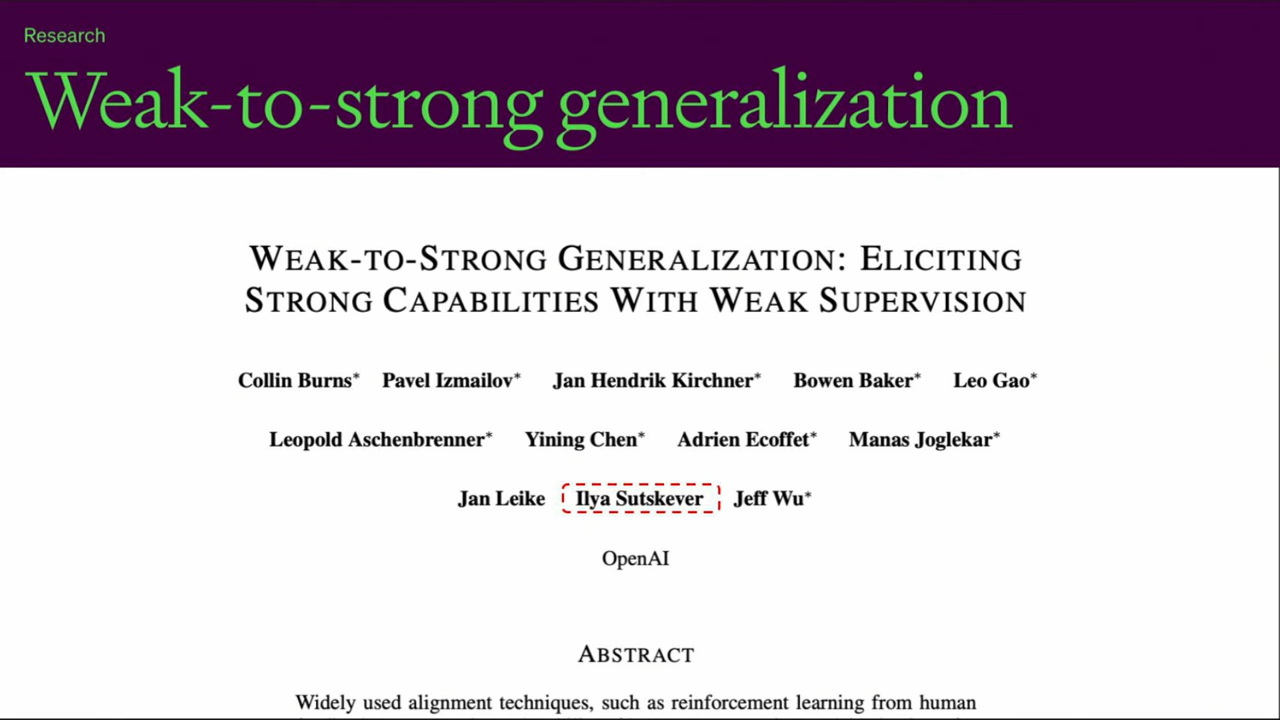 Research
Weak-to-strong generalization
WEAK-TO-STRONG GENERALIZATION: ELICITING
STRONG CAPABILITIES WITH WEAK SUPERVISION
Collin Burns* Pavel Izmailov* Jan Hendrik Kirchner* Bowen Baker* Leo Gao*
Leopold Aschenbrenner* Yining Chen* Adrien Ecoffet* Manas Joglekar*
Jan Leike Ilya Sutskever Jeff Wu*
OpenAI
ABSTRACT
Widely used alignment techniques, such as reinforcement learning from human